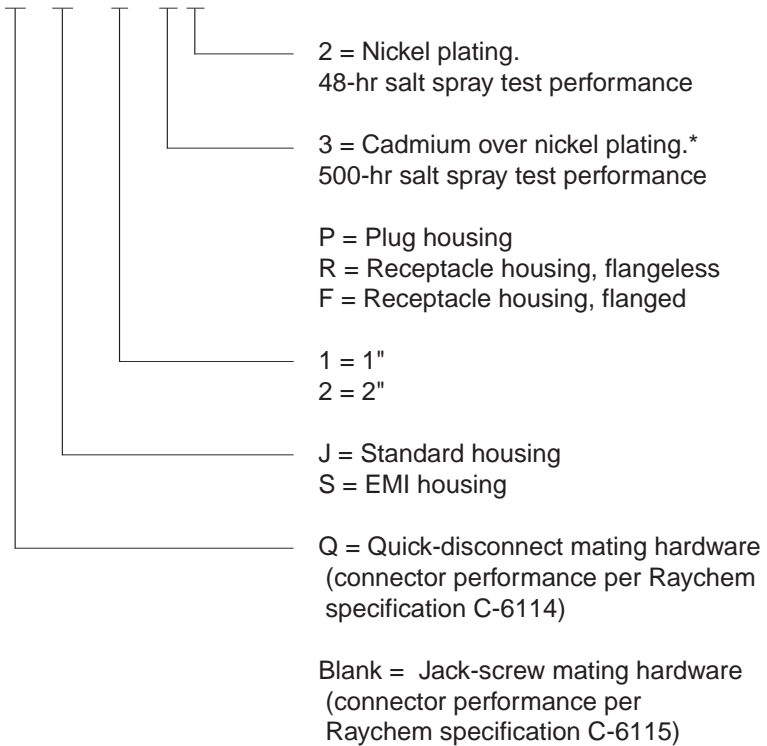 2 = Nickel plating.
48-hr salt spray test performance
3 = Cadmium over nickel plating.*
500-hr salt spray test performance
P = Plug housing
R = Receptacle housing, flangeless
F = Receptacle housing, flanged
1 = 1"
2 = 2"
J = Standard housing
S = EMI housing
Q = Quick-disconnect mating hardware
(connector performance per Raychem
specification C-6114)
Blank = Jack-screw mating hardware
(connector performance per
Raychem specification C-6115)